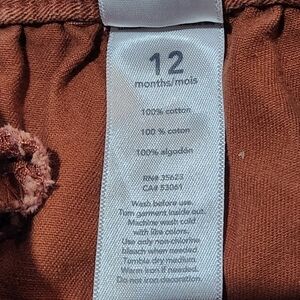 12
months/mois
100% cotton
100 % coton
100% algodón
RN# 35623
CA# 53061
Wash before use.
Turn garment inside out.
Machine wash cold
with like colors.
Use only non-chlorine
bleach when needed.
Tumble dry medium.
Warm iron if needed.
Do not iron decoration.